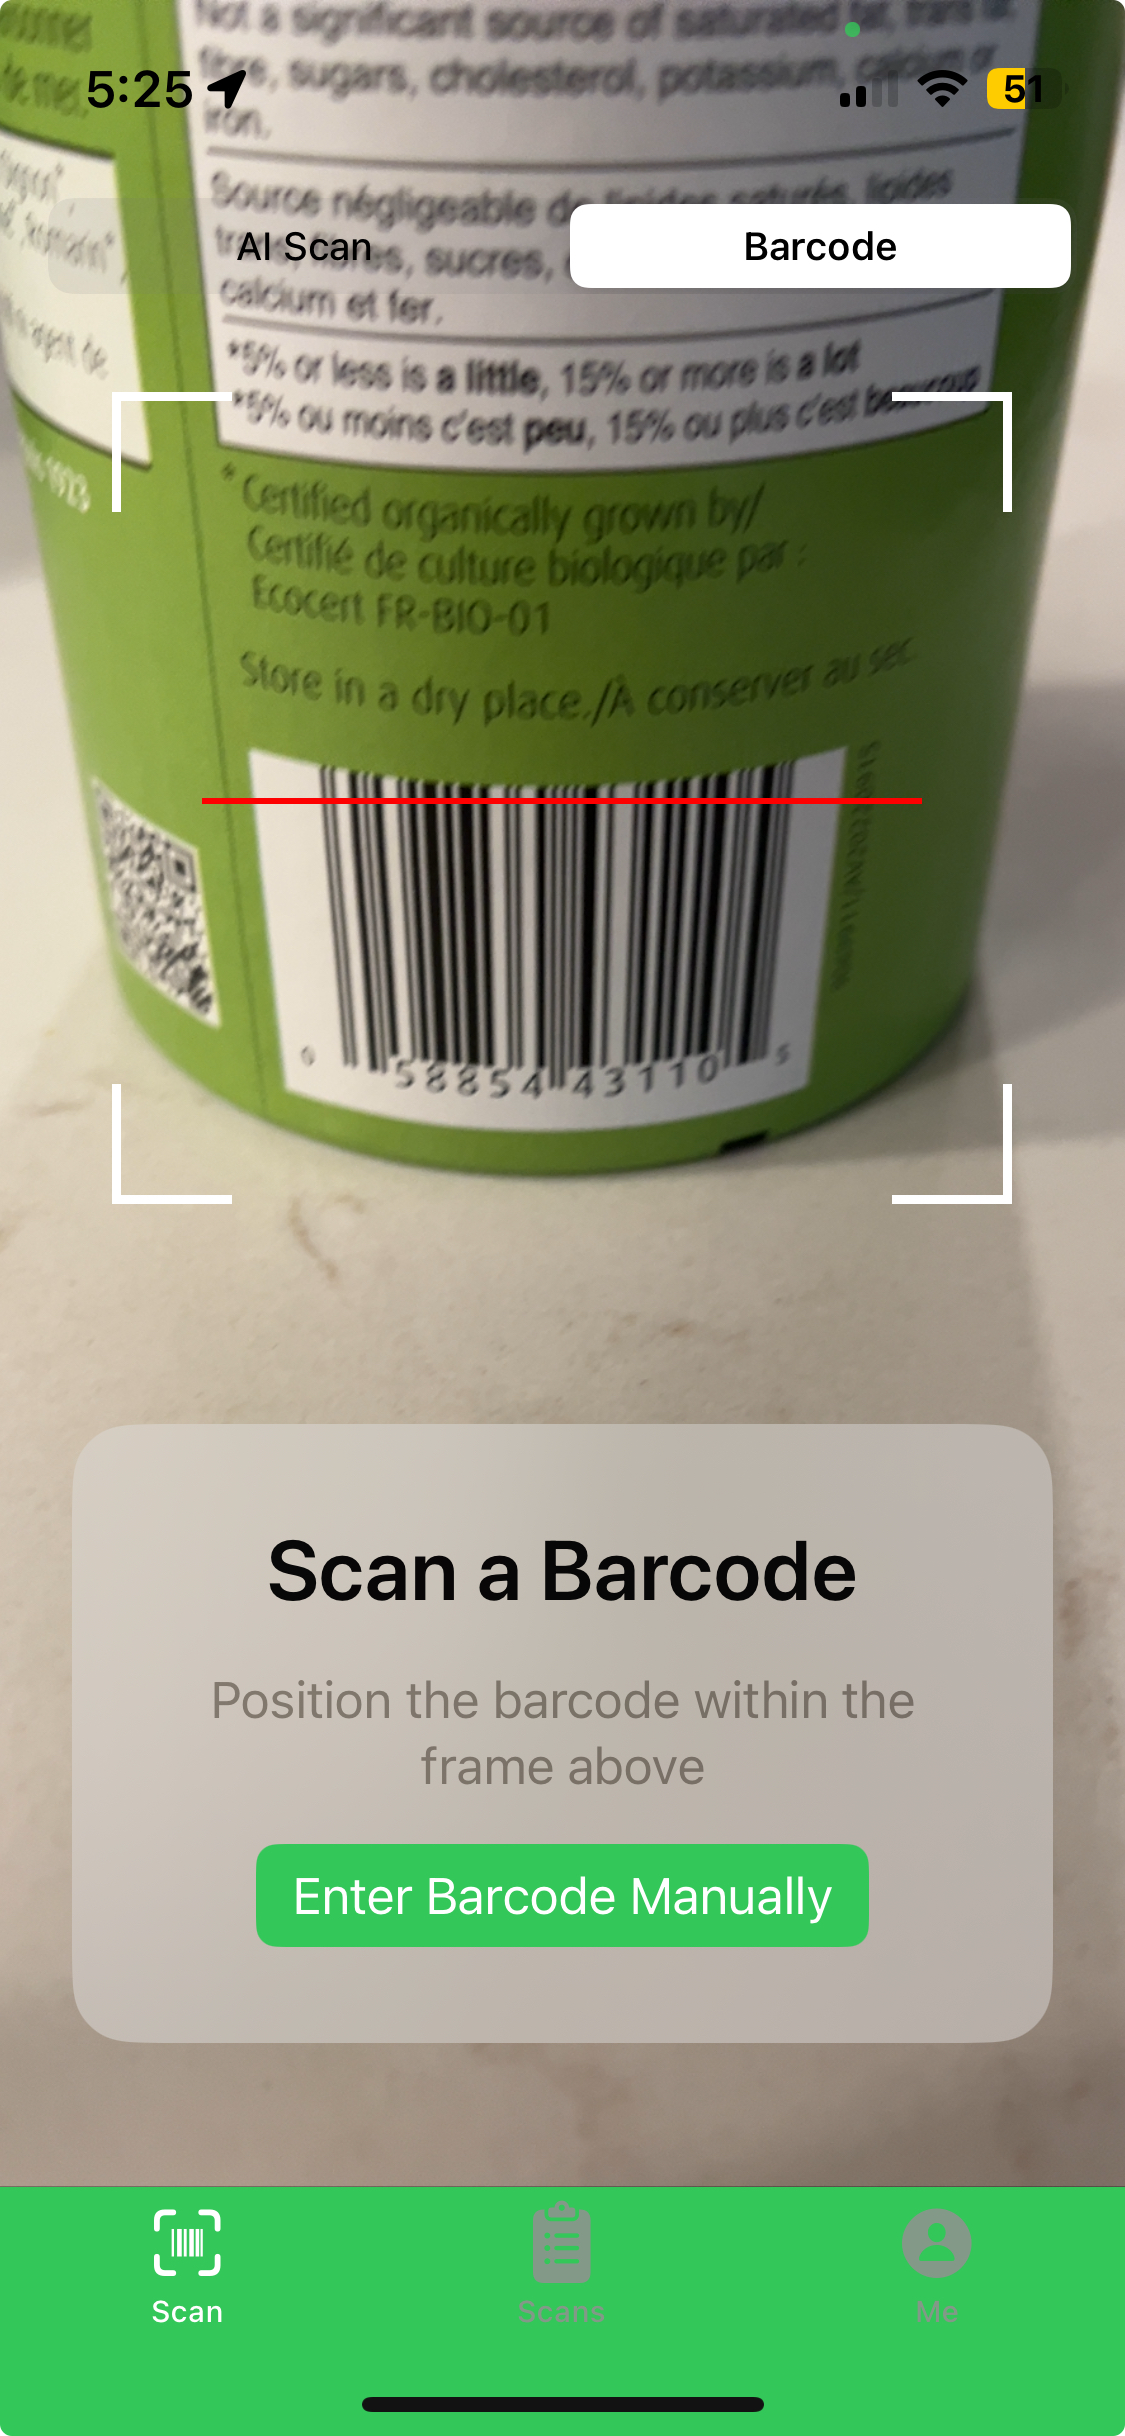 Not a significant source of saturated fat, trans fat,
fibre, sugars, cholesterol, potassium, calcium or
iron.
5:25
51
Source négligeable de lipides saturés, lipides
trans, fibres, sucres,
calcium et fer.
AI Scan
Barcode
*5% or less is a little, 15% or more is a lot
*5% ou moins c'est peu, 15% ou plus c'est beaucoup
* Certified organically grown by/
Certifié de culture biologique par :
Ecocert FR-BIO-01
Store in a dry place./À conserver au sec.
0 58854 43110 5
Scan a Barcode
Position the barcode within the
frame above
Enter Barcode Manually
Scan
Scans
Me